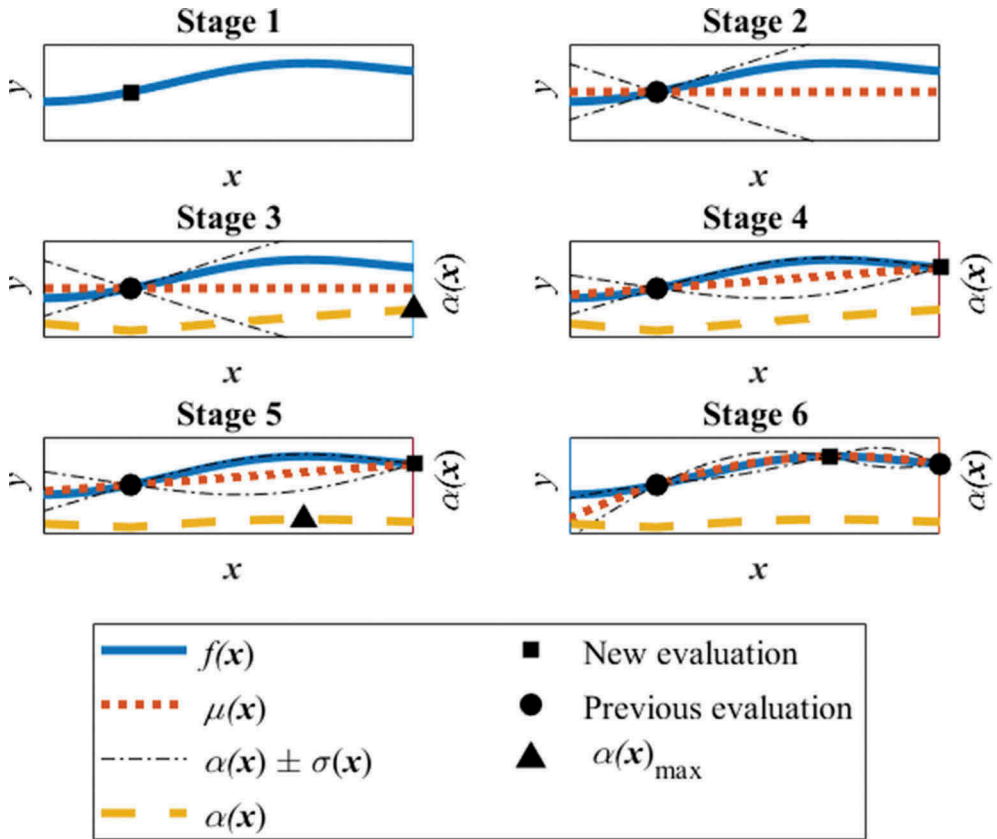 Stage 1
Stage 2
y
x
y
x
Stage 3
Stage 4
y
α(x)
x
y
α(x)
x
Stage 5
Stage 6
y
α(x)
x
y
α(x)
x
f(x)
New evaluation
μ(x)
Previous evaluation
α(x) ± σ(x)
α(x)max
α(x)